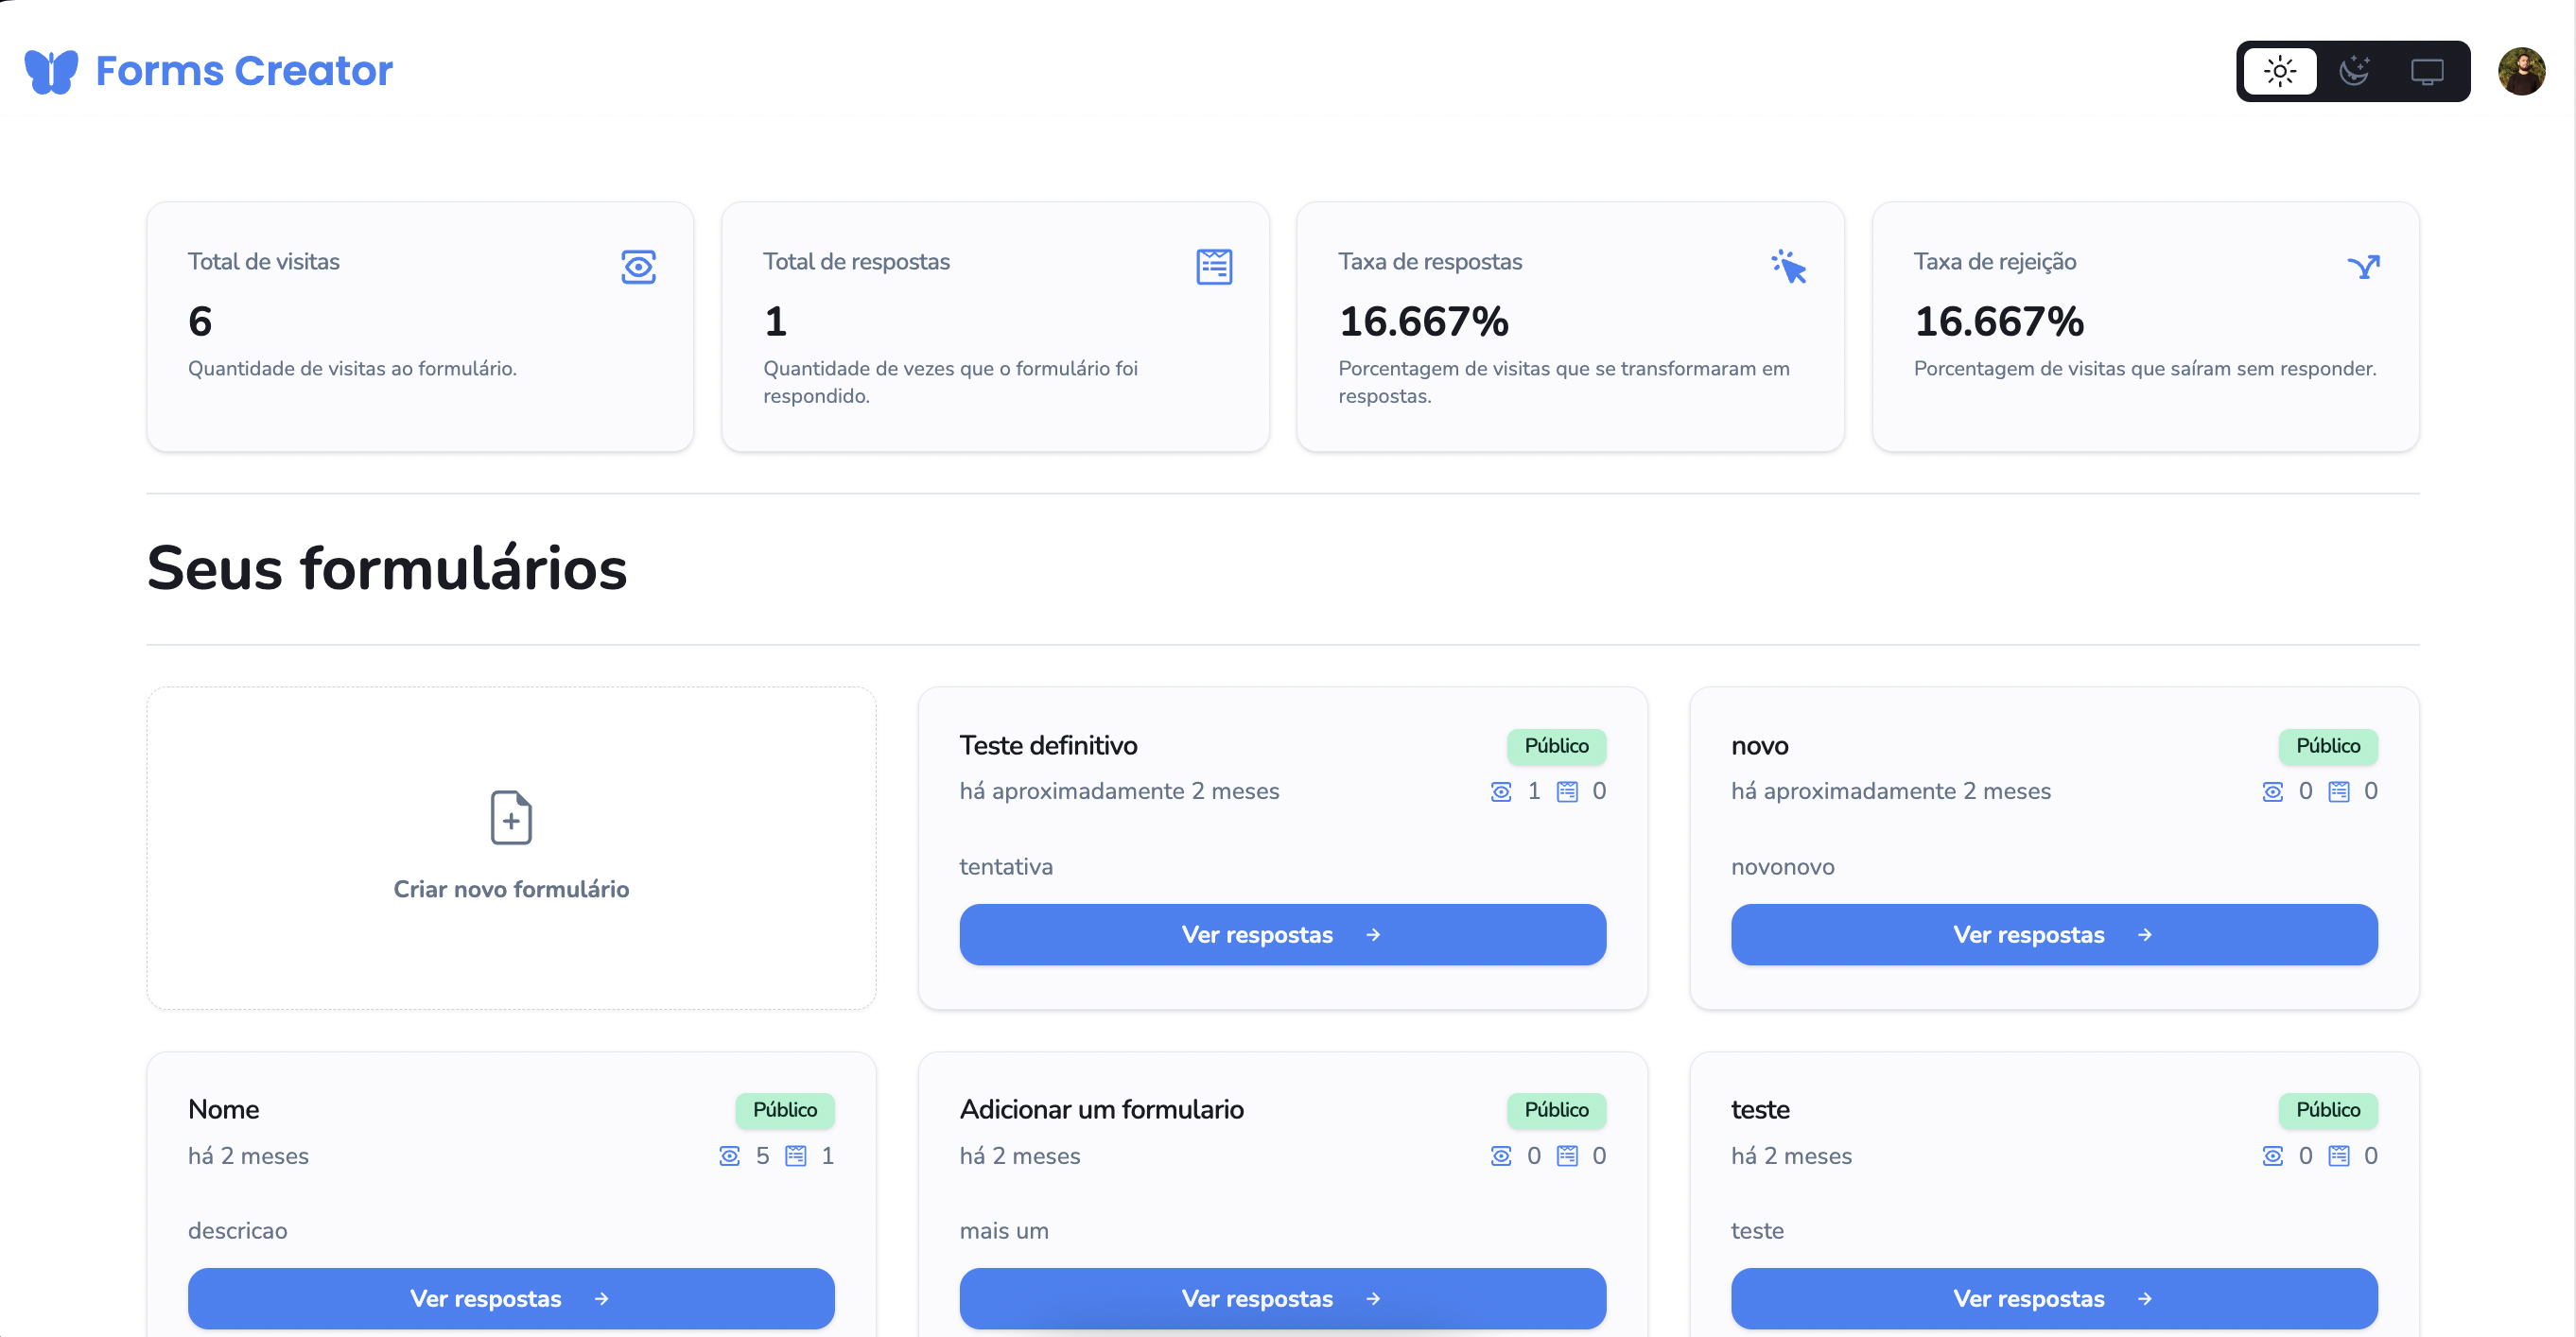 Forms Creator
Total de visitas
6
Quantidade de visitas ao formulário.
Total de respostas
1
Quantidade de vezes que o formulário foi
respondido.
Taxa de respostas
16.667%
Porcentagem de visitas que se transformaram em
respostas.
Taxa de rejeição
16.667%
Porcentagem de visitas que saíram sem responder.
Seus formulários
Criar novo formulário
Teste definitivo
Público
há aproximadamente 2 meses
1 0
tentativa
Ver respostas
novo
Público
há aproximadamente 2 meses
0 0
novonovo
Ver respostas
Nome
Público
há 2 meses
5 1
descricao
Ver respostas
Adicionar um formulario
Público
há 2 meses
0 0
mais um
Ver respostas
teste
Público
há 2 meses
0 0
teste
Ver respostas